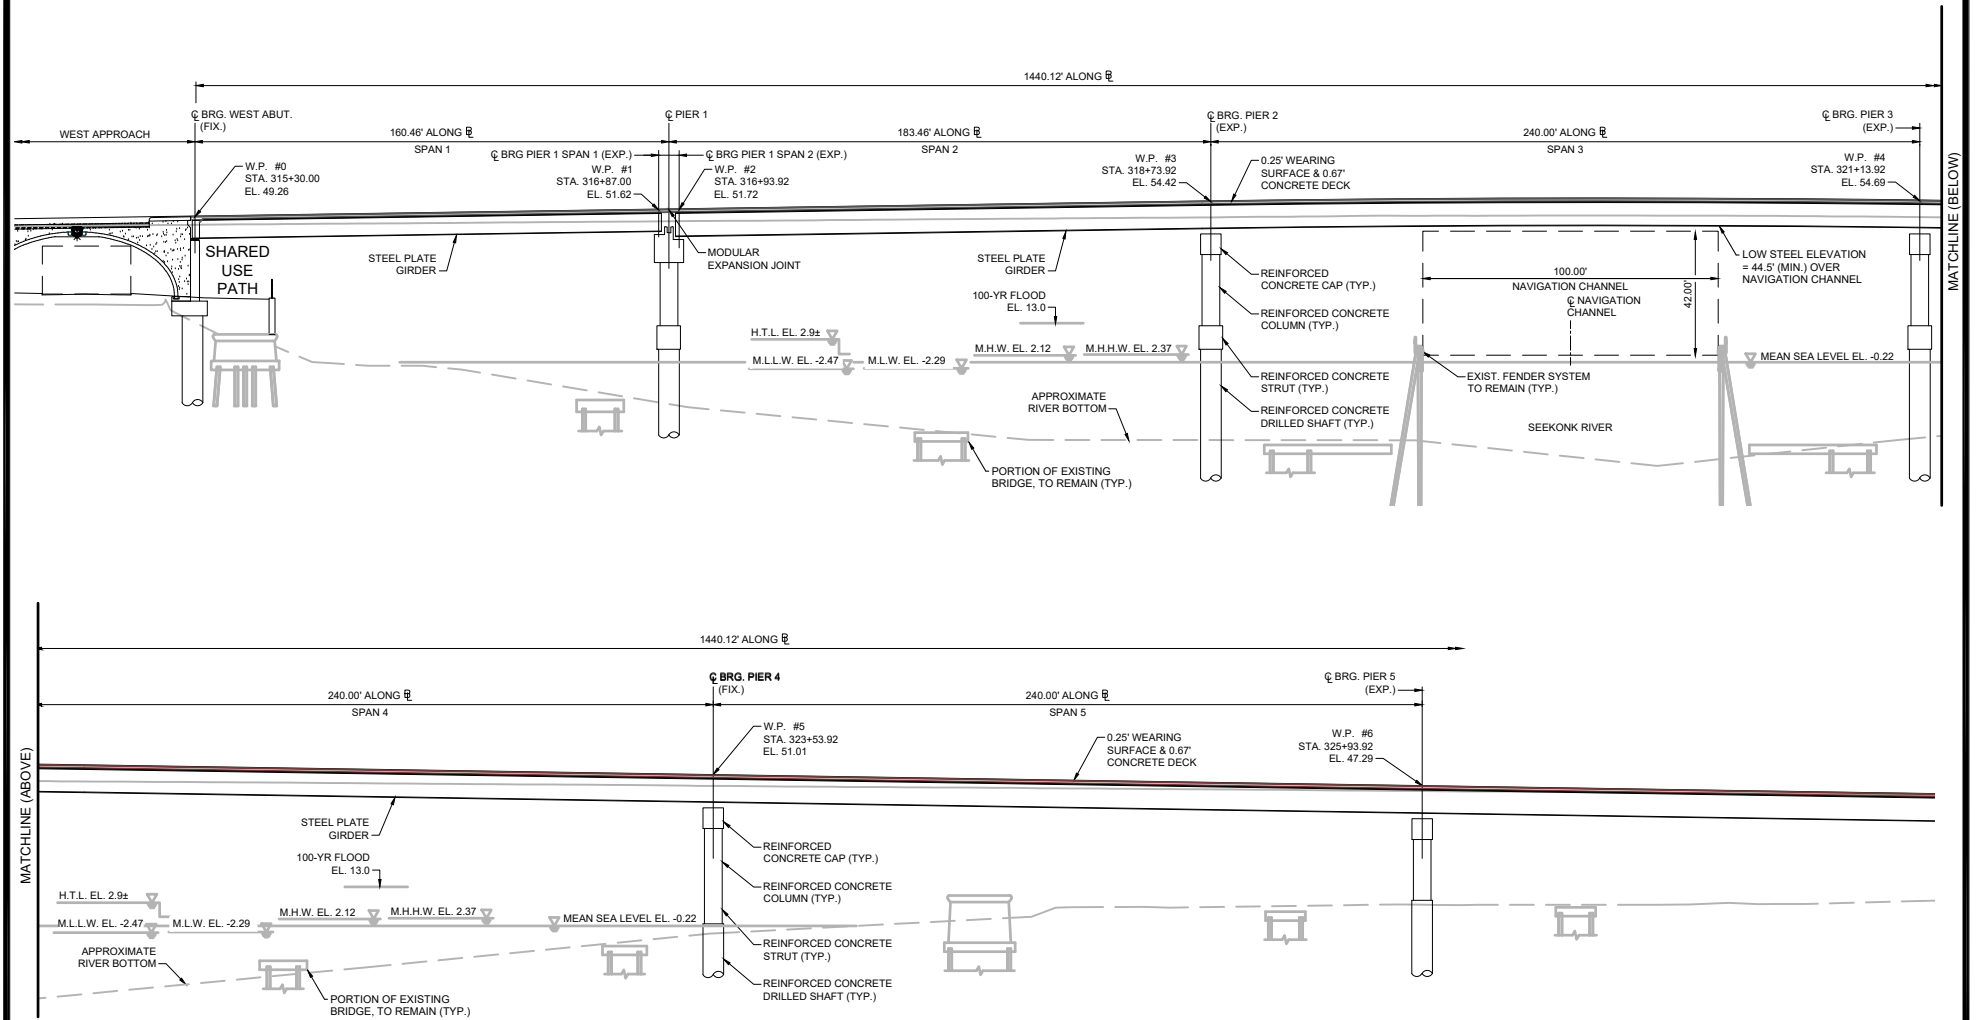 1440.12' ALONG ℄
℄ BRG. WEST ABUT.
(FIX.)
℄ PIER 1
℄ BRG. PIER 2
(EXP.)
℄ BRG. PIER 3
(EXP.)
WEST APPROACH
160.46' ALONG ℄
183.46' ALONG ℄
240.00' ALONG ℄
SPAN 1
SPAN 2
SPAN 3
℄ BRG PIER 1 SPAN 1 (EXP.)
℄ BRG PIER 1 SPAN 2 (EXP.)
W.P. #0
STA. 315+30.00
EL. 49.26
W.P. #1
STA. 316+87.00
EL. 51.62
W.P. #2
STA. 316+93.92
EL. 51.72
W.P. #3
STA. 318+73.92
EL. 54.42
0.25' WEARING
SURFACE & 0.67'
CONCRETE DECK
W.P. #4
STA. 321+13.92
EL. 54.69
MATCHLINE (BELOW)
SHARED
USE
PATH
STEEL PLATE
GIRDER
MODULAR
EXPANSION JOINT
STEEL PLATE
GIRDER
REINFORCED
CONCRETE CAP (TYP.)
100.00'
NAVIGATION CHANNEL
℄ NAVIGATION
CHANNEL
42.00'
LOW STEEL ELEVATION
= 44.5' (MIN.) OVER
NAVIGATION CHANNEL
100-YR FLOOD
EL. 13.0
REINFORCED CONCRETE
COLUMN (TYP.)
H.T.L. EL. 2.9±
M.L.L.W. EL. -2.47
M.L.W. EL. -2.29
M.H.W. EL. 2.12
M.H.H.W. EL. 2.37
MEAN SEA LEVEL EL. -0.22
REINFORCED CONCRETE
STRUT (TYP.)
EXIST. FENDER SYSTEM
TO REMAIN (TYP.)
APPROXIMATE
RIVER BOTTOM
REINFORCED CONCRETE
DRILLED SHAFT (TYP.)
SEEKONK RIVER
PORTION OF EXISTING
BRIDGE, TO REMAIN (TYP.)
1440.12' ALONG ℄
℄ BRG. PIER 4
(FIX.)
℄ BRG. PIER 5
(EXP.)
240.00' ALONG ℄
240.00' ALONG ℄
SPAN 4
SPAN 5
W.P. #5
STA. 323+53.92
EL. 51.01
0.25' WEARING
SURFACE & 0.67'
CONCRETE DECK
W.P. #6
STA. 325+93.92
EL. 47.29
MATCHLINE (ABOVE)
STEEL PLATE
GIRDER
REINFORCED
CONCRETE CAP (TYP.)
100-YR FLOOD
EL. 13.0
REINFORCED CONCRETE
COLUMN (TYP.)
H.T.L. EL. 2.9±
M.L.L.W. EL. -2.47
M.L.W. EL. -2.29
M.H.W. EL. 2.12
M.H.H.W. EL. 2.37
MEAN SEA LEVEL EL. -0.22
APPROXIMATE
RIVER BOTTOM
REINFORCED CONCRETE
STRUT (TYP.)
REINFORCED CONCRETE
DRILLED SHAFT (TYP.)
PORTION OF EXISTING
BRIDGE, TO REMAIN (TYP.)